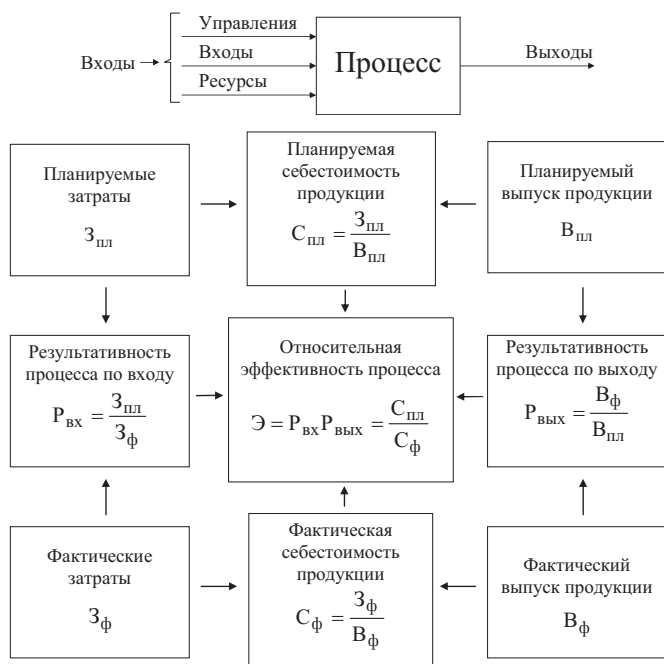 Управления
Входы
Входы
Ресурсы
Процесс
Выходы
Планируемые
затраты
З_пл
Планируемая
себестоимость
продукции
С_пл = З_пл / В_пл
Планируемый
выпуск продукции
В_пл
Результативность
процесса по входу
Р_вх = З_пл / З_ф
Относительная
эффективность процесса
Э = Р_вх Р_вых = С_пл / С_ф
Результативность
процесса по выходу
Р_вых = В_ф / В_пл
Фактические
затраты
З_ф
Фактическая
себестоимость
продукции
С_ф = З_ф / В_ф
Фактический
выпуск продукции
В_ф